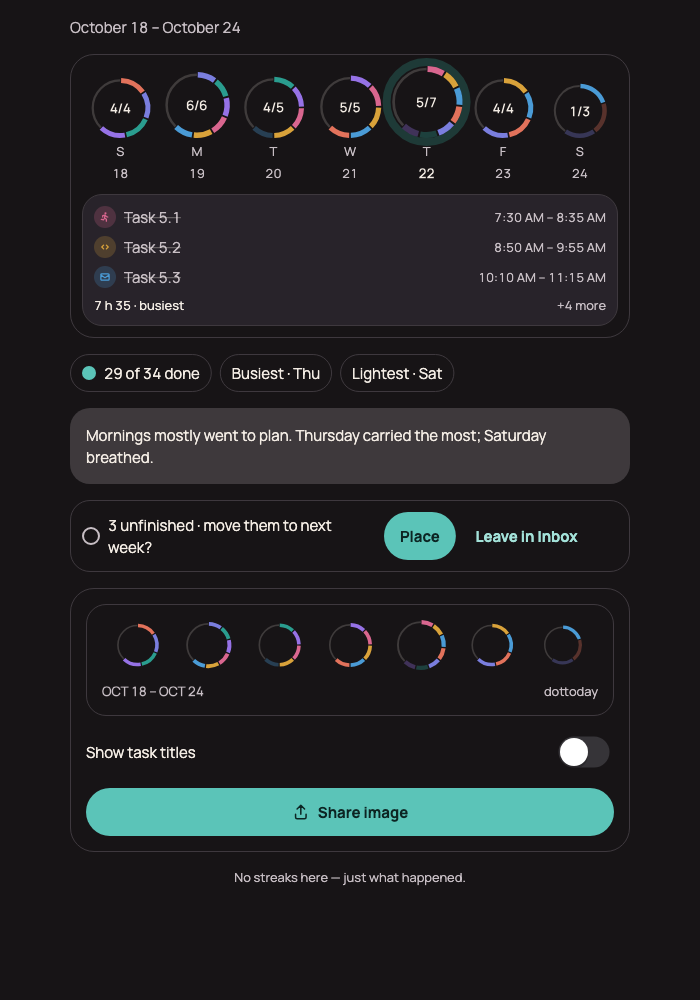 October 18 – October 24
4/4 6/6 4/5 5/5 5/7 4/4 1/3
S M T W T F S
18 19 20 21 22 23 24
Task 5.1 7:30 AM – 8:35 AM
Task 5.2 8:50 AM – 9:55 AM
Task 5.3 10:10 AM – 11:15 AM
7 h 35 · busiest +4 more
29 of 34 done Busiest · Thu Lightest · Sat
Mornings mostly went to plan. Thursday carried the most; Saturday
breathed.
3 unfinished · move them to next
week?
Place Leave in Inbox
OCT 18 – OCT 24 dottoday
Show task titles
Share image
No streaks here — just what happened.